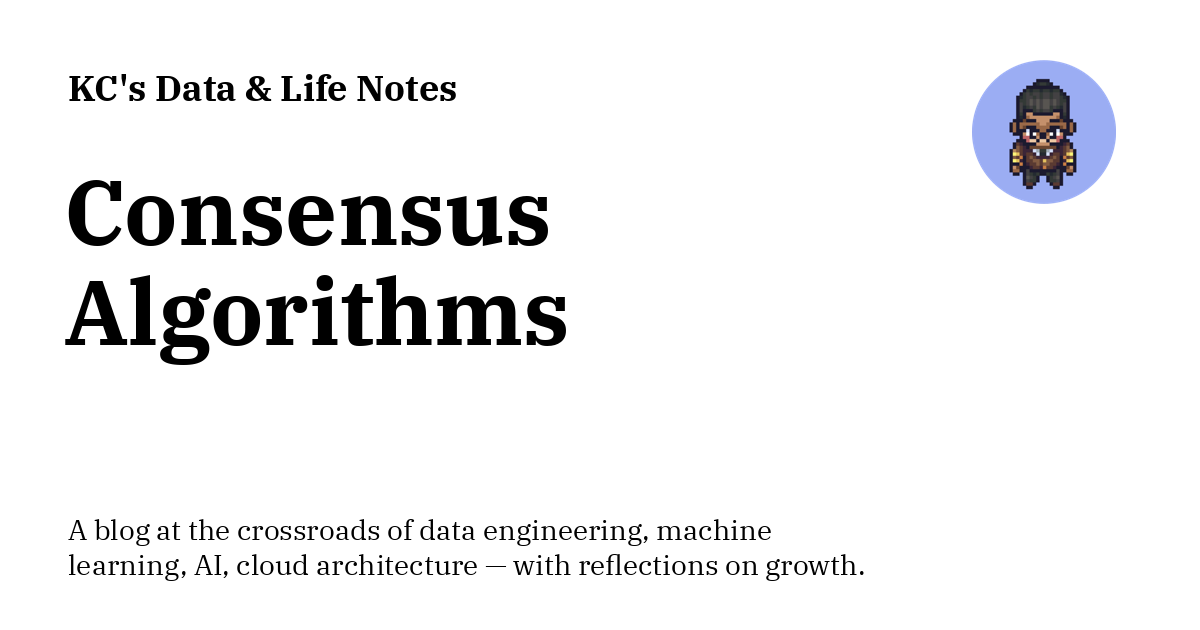 KC's Data & Life Notes
Consensus
Algorithms
A blog at the crossroads of data engineering, machine
learning, AI, cloud architecture — with reflections on growth.